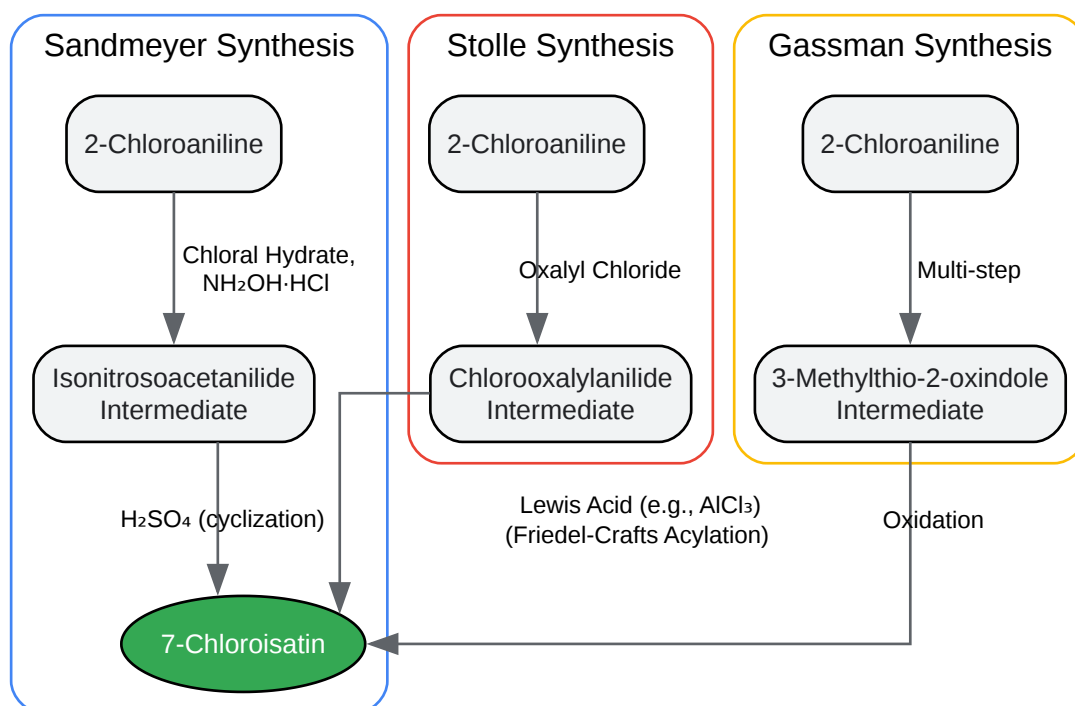 Sandmeyer Synthesis
Stolle Synthesis
Gassman Synthesis
2-Chloroaniline
2-Chloroaniline
2-Chloroaniline
Chloral Hydrate,
NH₂OH·HCl
Oxalyl Chloride
Multi-step
Isonitrosoacetanilide
Intermediate
Chlorooxalylanilide
Intermediate
3-Methylthio-2-oxindole
Intermediate
H₂SO₄ (cyclization)
Lewis Acid (e.g., AlCl₃)
(Friedel-Crafts Acylation)
Oxidation
7-Chloroisatin